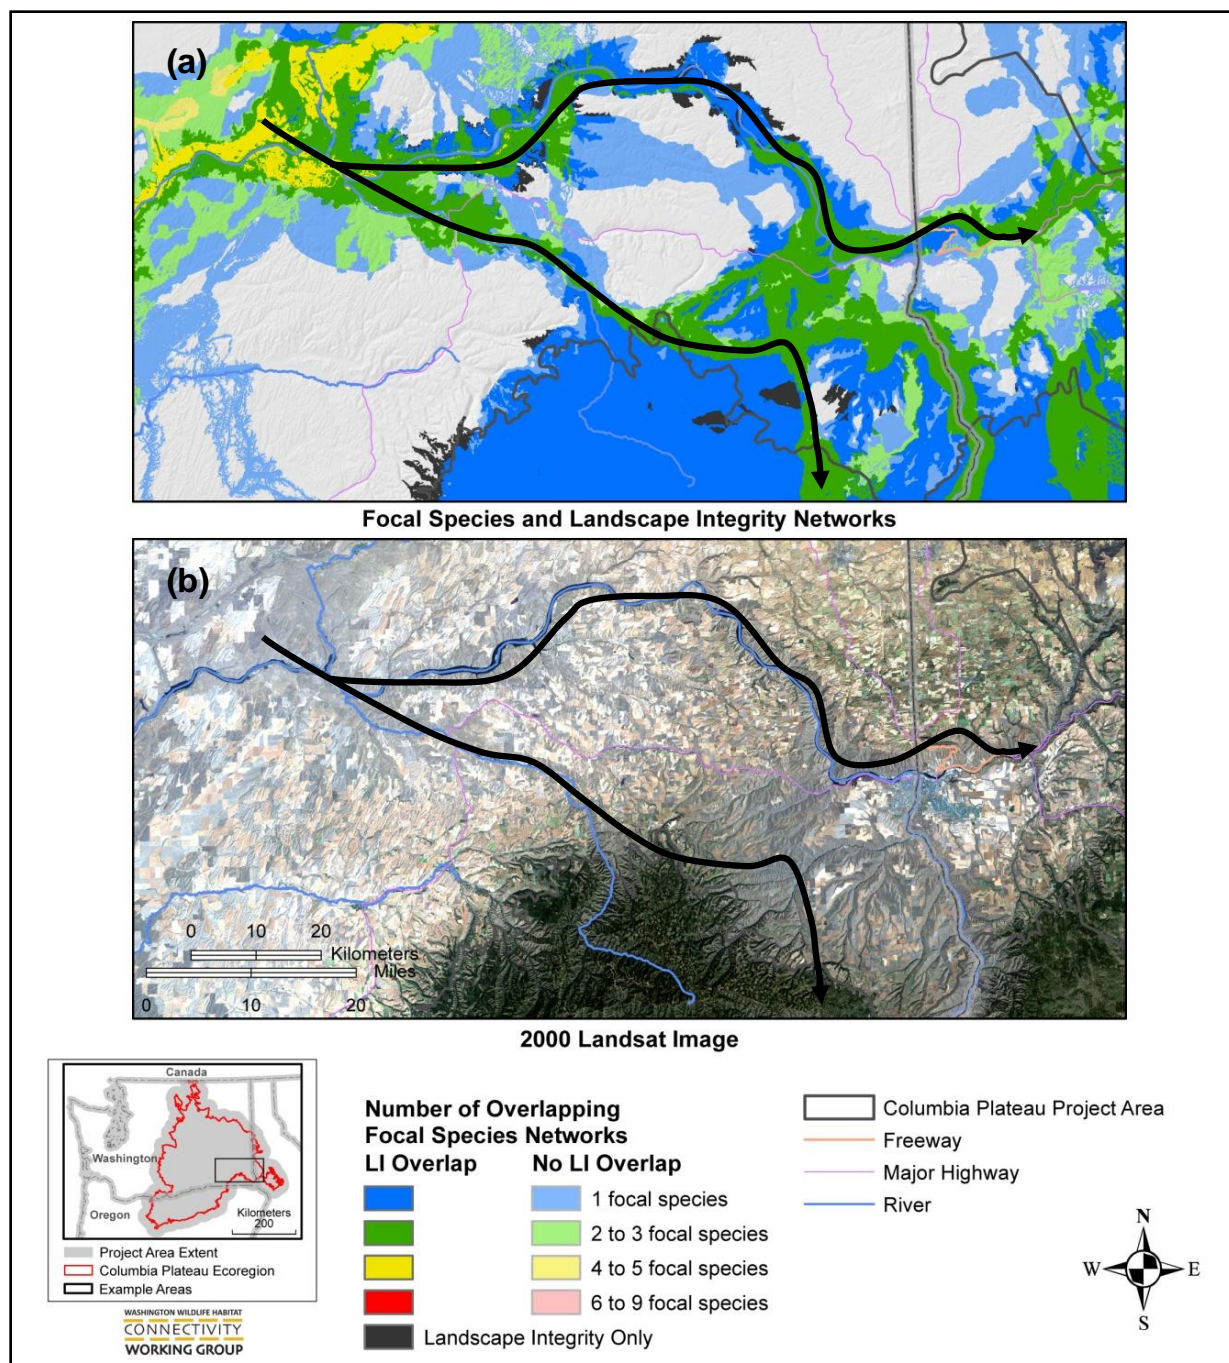 (a)
Focal Species and Landscape Integrity Networks
(b)
0 10 20
Kilometers
Miles
0 10 20
2000 Landsat Image
Canada
Washington
Oregon
Kilometers
200
Project Area Extent
Columbia Plateau Ecoregion
Example Areas
WASHINGTON WILDLIFE HABITAT
CONNECTIVITY
WORKING GROUP
Number of Overlapping
Focal Species Networks
LI Overlap No LI Overlap
1 focal species
2 to 3 focal species
4 to 5 focal species
6 to 9 focal species
Landscape Integrity Only
Columbia Plateau Project Area
Freeway
Major Highway
River
N
W E
S